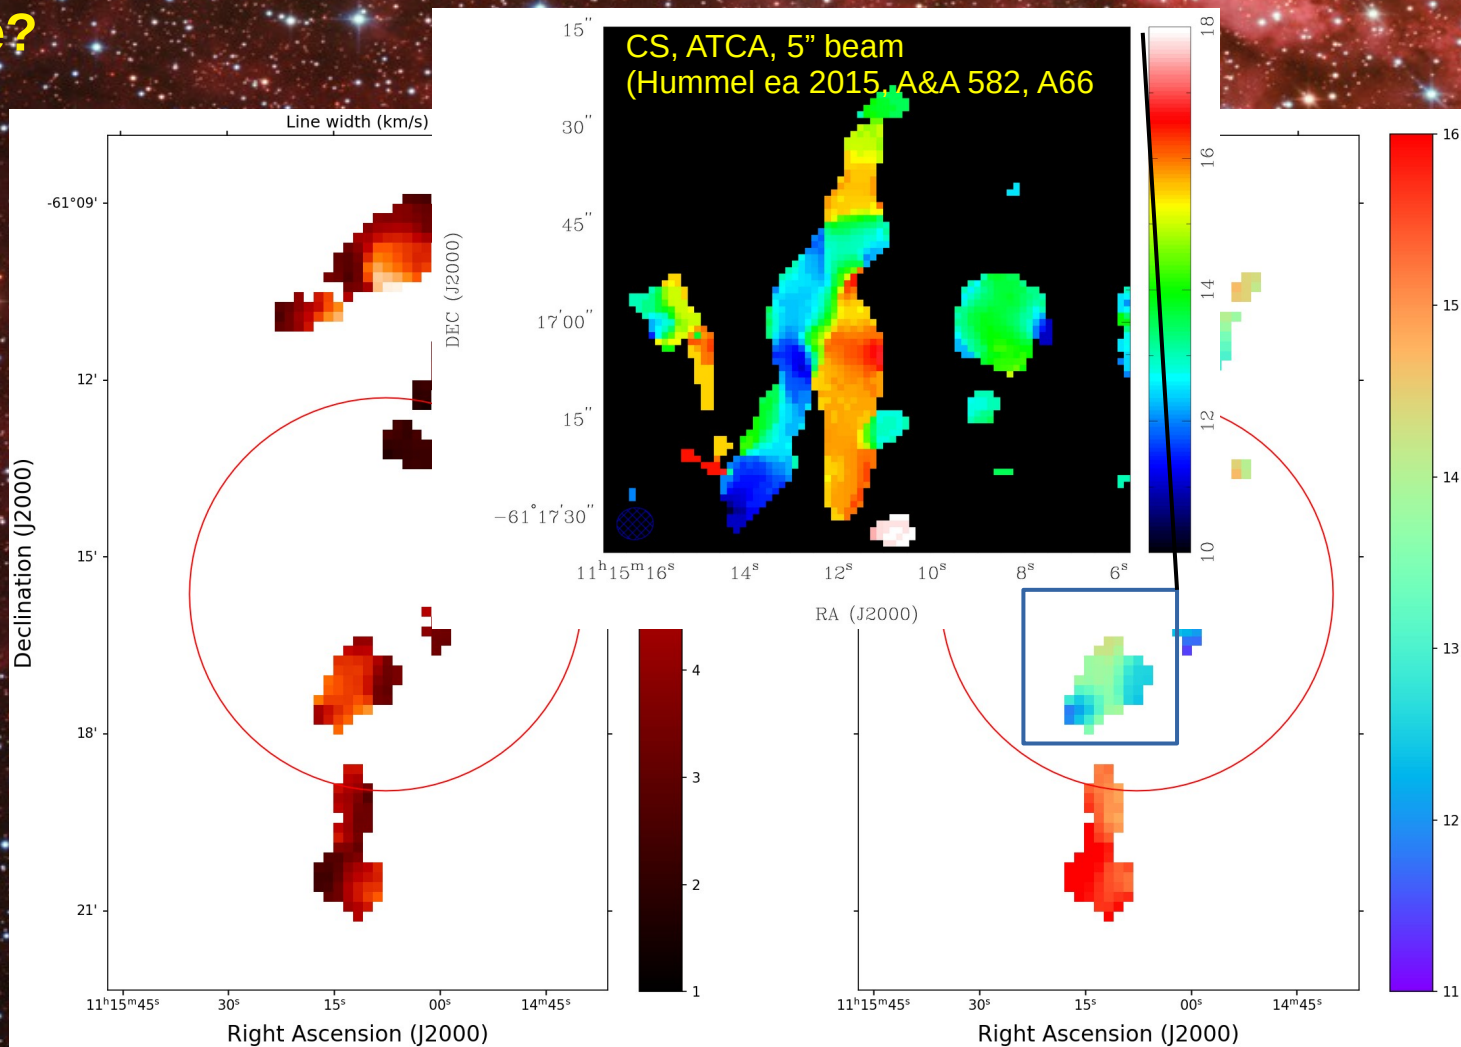 e?
CS, ATCA, 5” beam
(Hummel ea 2015, A&A 582, A66
Line width (km/s)
-61°09'
12'
15'
18'
21'
Declination (J2000)
11ʰ15ᵐ45ˢ 30ˢ 15ˢ 00ˢ 14ᵐ45ˢ
Right Ascension (J2000)
4
3
2
1
15″
30″
45″
17′00″
15″
−61°17′30″
DEC (J2000)
11ʰ15ᵐ16ˢ 14ˢ 12ˢ 10ˢ 8ˢ 6ˢ
RA (J2000)
18
16
14
12
10
11ʰ15ᵐ45ˢ 30ˢ 15ˢ 00ˢ 14ᵐ45ˢ
Right Ascension (J2000)
16
15
14
13
12
11